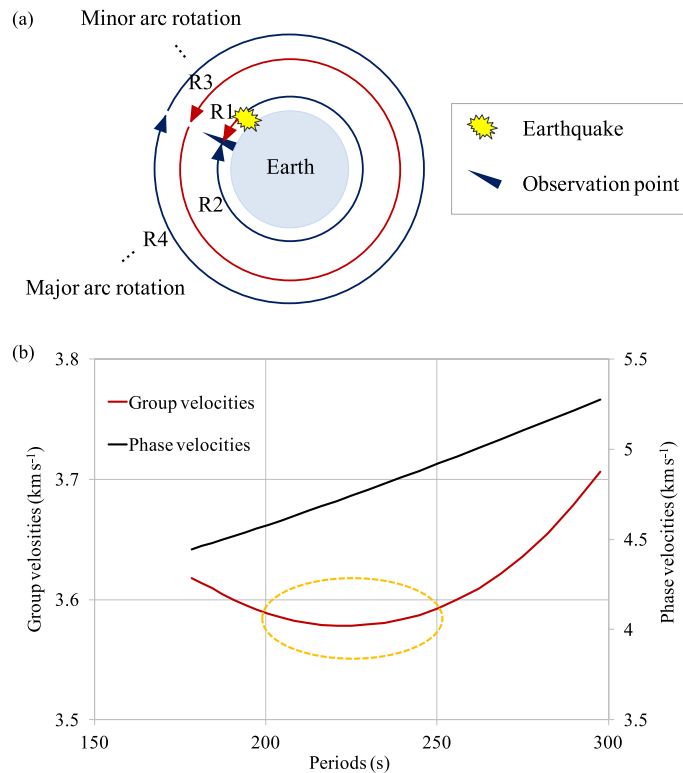 (a)
Minor arc rotation
...
R3
R1
Earthquake
Earth
Observation point
R2
R4
...
Major arc rotation
(b)
3.8
5.5
Group velocities
Phase velocities
5
3.7
4.5
3.6
4
3.5
3.5
150
200
250
300
Periods (s)
Group velosities (km s-1)
Phase velocities (km s-1)